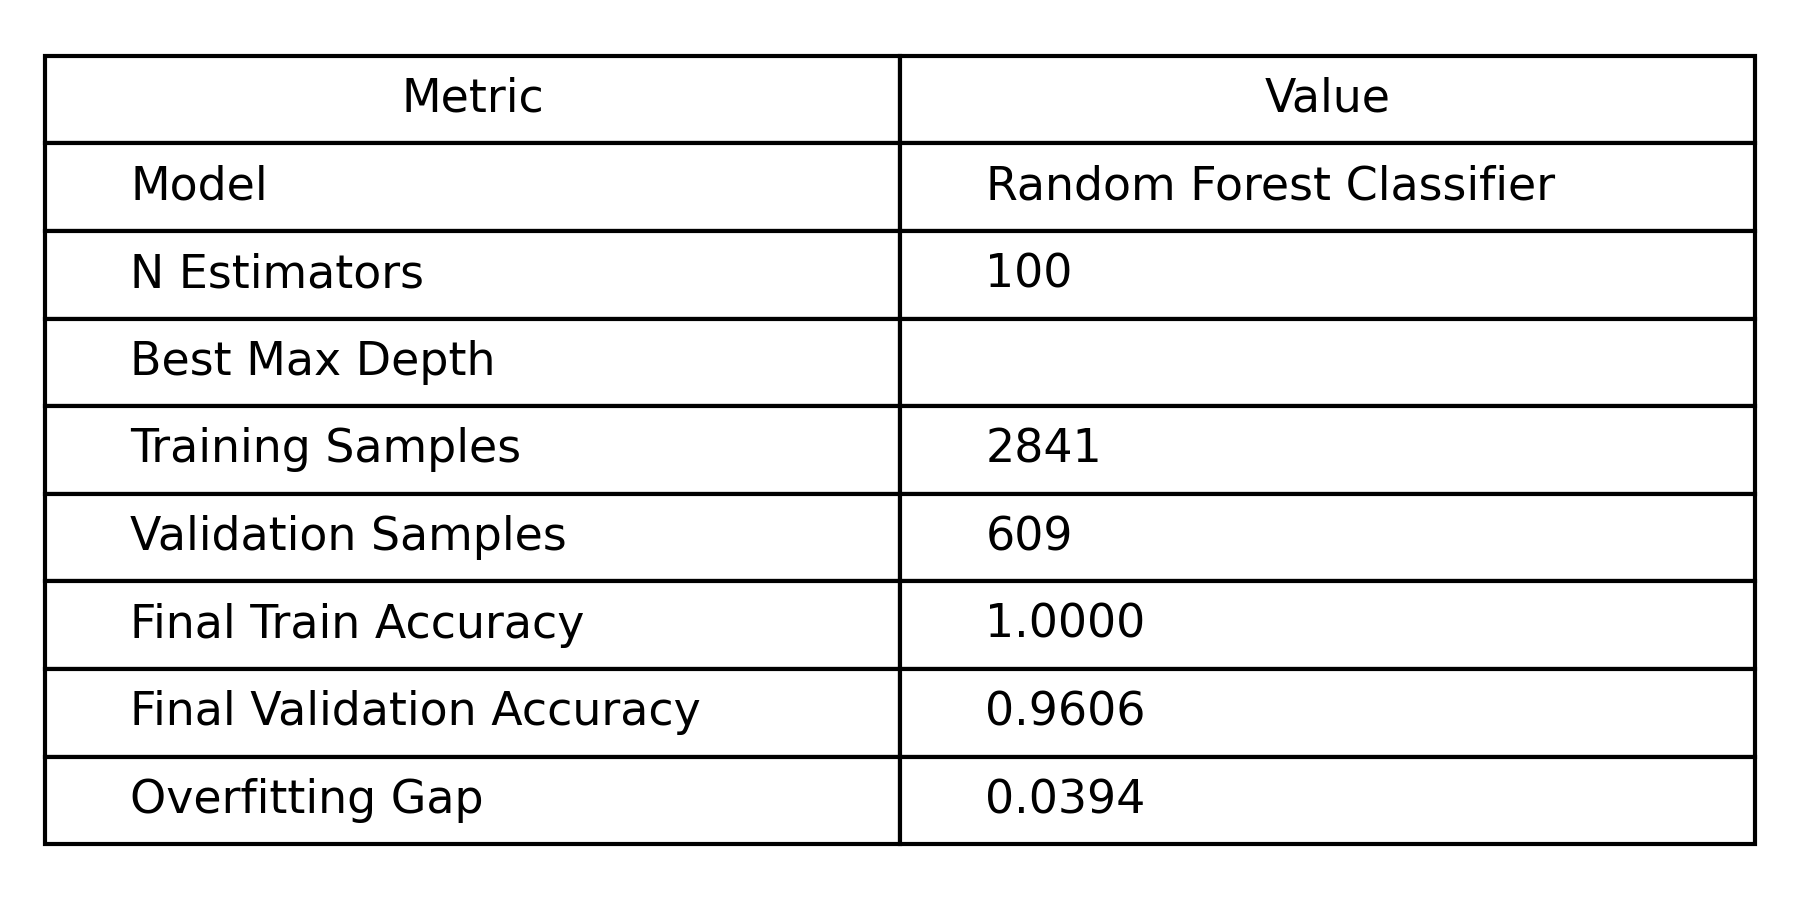 Metric Value
Model Random Forest Classifier
N Estimators 100
Best Max Depth
Training Samples 2841
Validation Samples 609
Final Train Accuracy 1.0000
Final Validation Accuracy 0.9606
Overfitting Gap 0.0394